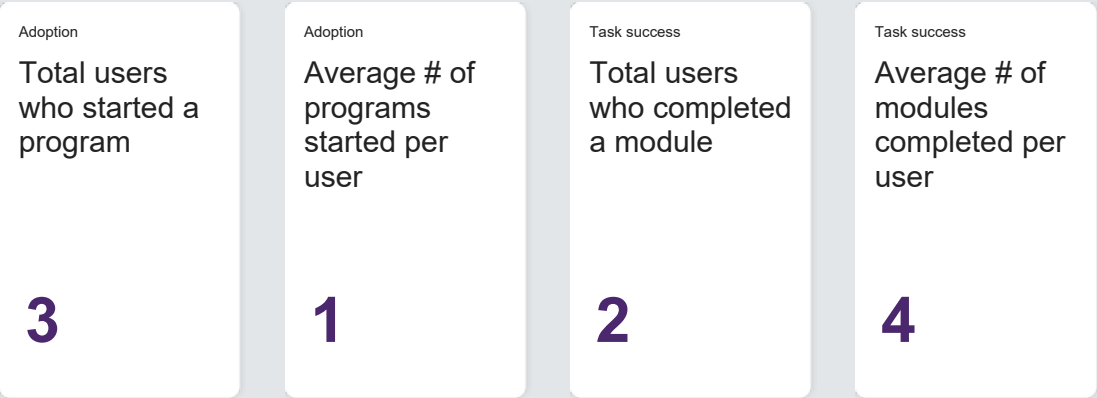 Adoption
Total users
who started a
program
3
Adoption
Average # of
programs
started per
user
1
Task success
Total users
who completed
a module
2
Task success
Average # of
modules
completed per
user
4